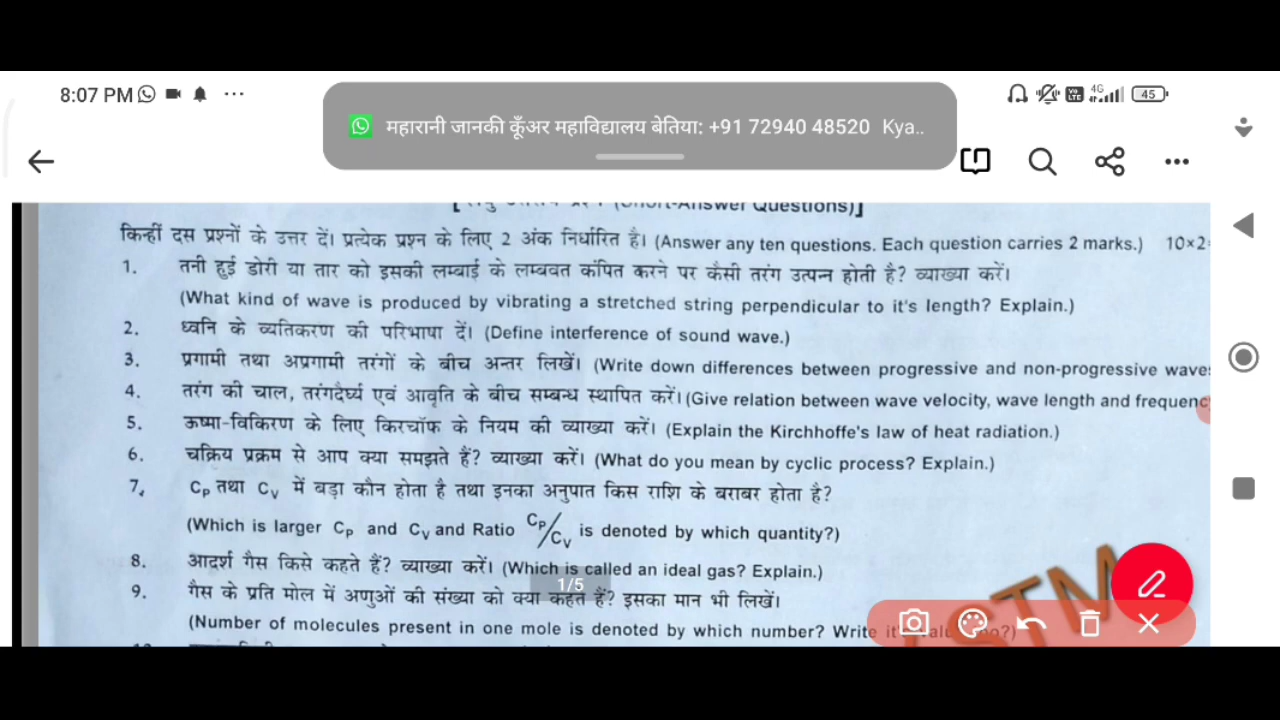 8:07 PM
महारानी जानकी कूँअर महाविद्यालय बेतिया: +91 72940 48520 Kya..
4G
45
(Short-Answer Questions)]
किन्हीं दस प्रश्नों के उत्तर दें। प्रत्येक प्रश्न के लिए 2 अंक निर्धारित है। (Answer any ten questions. Each question carries 2 marks.) 10×2
1. तनी हुई डोरी या तार को इसकी लम्बाई के लम्बवत कंपित करने पर कैसी तरंग उत्पन्न होती है? व्याख्या करें।
(What kind of wave is produced by vibrating a stretched string perpendicular to it's length? Explain.)
2. ध्वनि के व्यतिकरण की परिभाषा दें। (Define interference of sound wave.)
3. प्रगामी तथा अप्रगामी तरंगों के बीच अन्तर लिखें। (Write down differences between progressive and non-progressive wave
4. तरंग की चाल, तरंगदैर्घ्य एवं आवृति के बीच सम्बन्ध स्थापित करें। (Give relation between wave velocity, wave length and frequenc
5. ऊष्मा-विकिरण के लिए किरचॉफ के नियम की व्याख्या करें। (Explain the Kirchhoffe's law of heat radiation.)
6. चक्रिय प्रक्रम से आप क्या समझते हैं? व्याख्या करें। (What do you mean by cyclic process? Explain.)
7. Cp तथा Cv में बड़ा कौन होता है तथा इनका अनुपात किस राशि के बराबर होता है?
(Which is larger Cp and Cv and Ratio Cp/Cv is denoted by which quantity?)
8. आदर्श गैस किसे कहते हैं? व्याख्या करें। (Which is called an ideal gas? Explain.)
1/5
9. गैस के प्रति मोल में अणुओं की संख्या को क्या कहते हैं? इसका मान भी लिखें।
(Number of molecules present in one mole is denoted by which number? Write it's